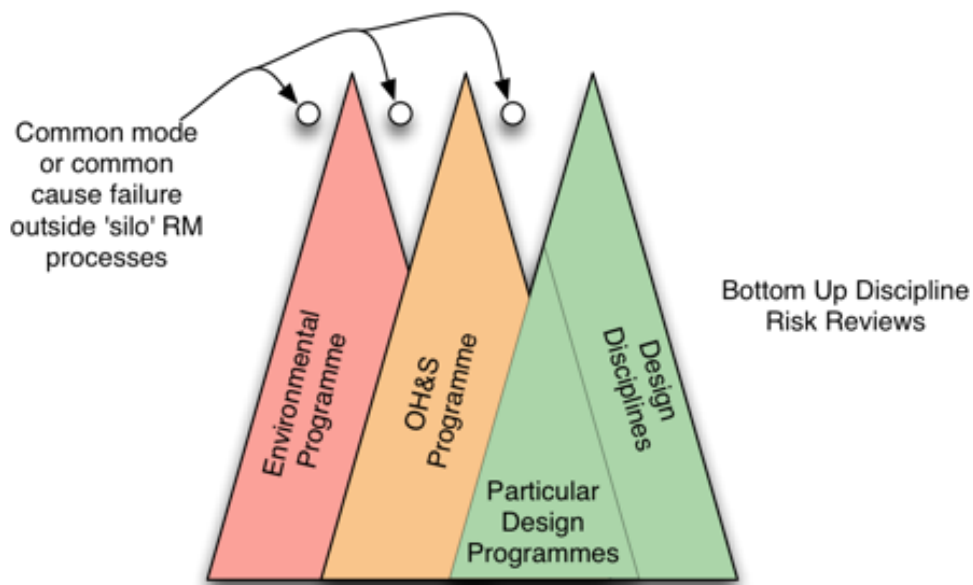 Common mode
or common
cause failure
outside 'silo' RM
processes
Environmental
Programme
OH&S
Programme
Particular
Design
Programmes
Design
Disciplines
Bottom Up Discipline
Risk Reviews